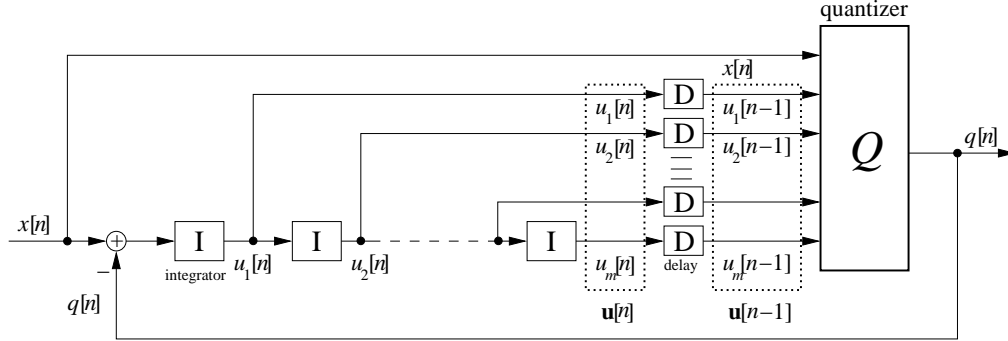 quantizer
x[n]
u₁[n] D u₁[n−1]
u₂[n] D u₂[n−1]
Q
q[n]
D
x[n]
+
I
I
I
D
−
integrator
u₁[n]
u₂[n]
uₘ[n]
delay
uₘ[n−1]
q[n]
u[n]
u[n−1]